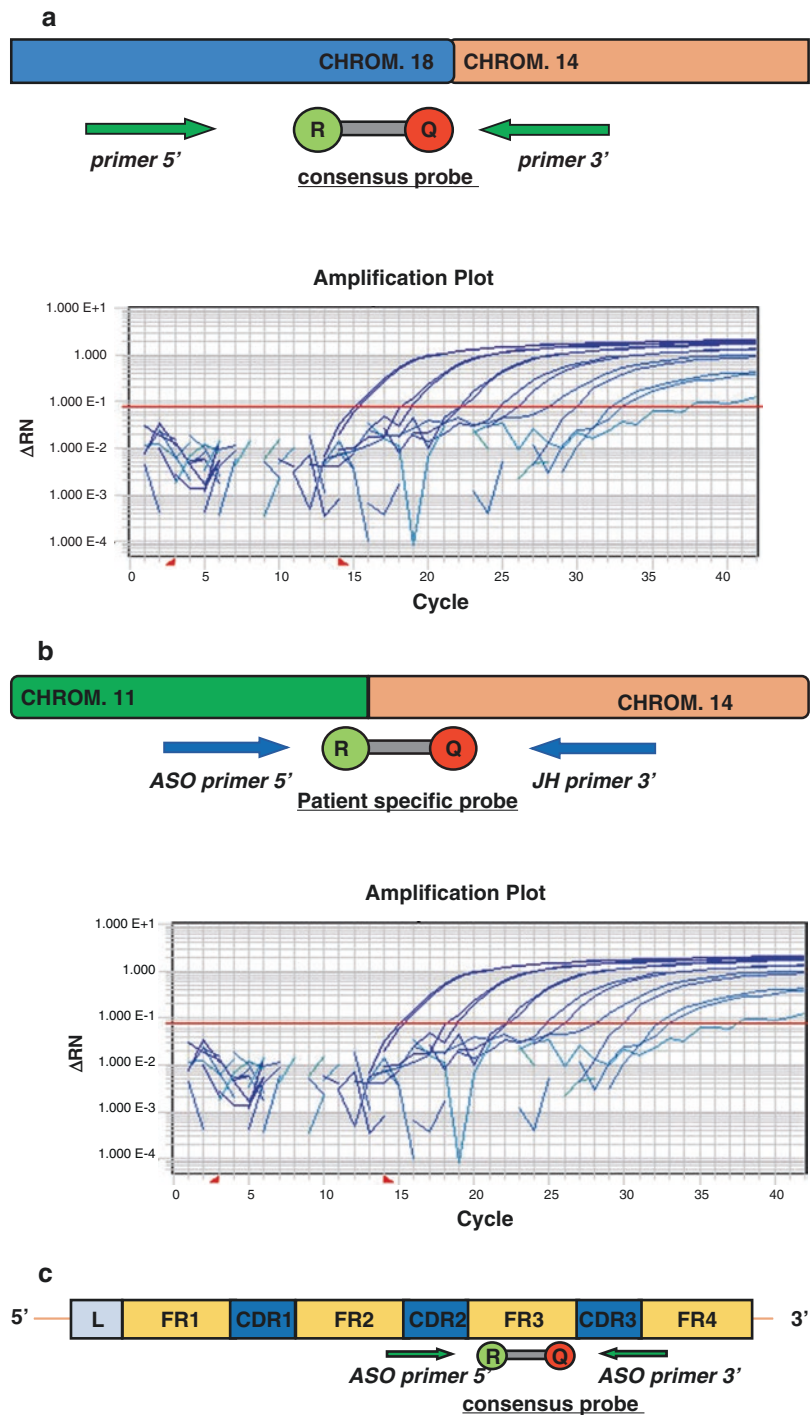 a
CHROM. 18 CHROM. 14
R Q
primer 5’ primer 3’
consensus probe
Amplification Plot
1.000 E+1
1.000
1.000 E-1
1.000 E-2
1.000 E-3
1.000 E-4
ΔRN
0 5 10 15 20 25 30 35 40
Cycle
b
CHROM. 11 CHROM. 14
R Q
ASO primer 5’ JH primer 3’
Patient specific probe
Amplification Plot
1.000 E+1
1.000
1.000 E-1
1.000 E-2
1.000 E-3
1.000 E-4
ΔRN
0 5 10 15 20 25 30 35 40
Cycle
c
5’ L FR1 CDR1 FR2 CDR2 FR3 CDR3 FR4 3’
R Q
ASO primer 5’ ASO primer 3’
consensus probe